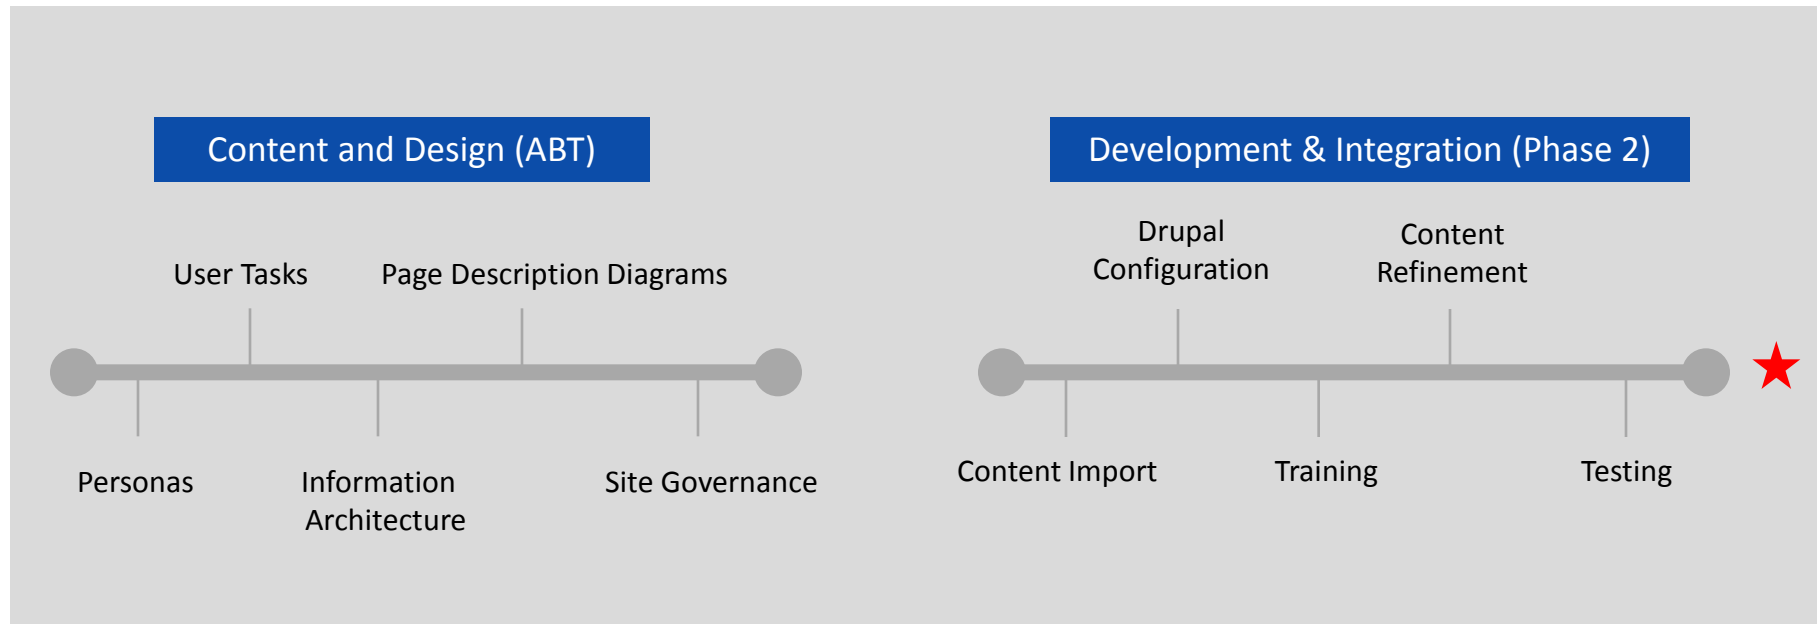 Content and Design (ABT)
User Tasks
Page Description Diagrams
Personas
Information
Architecture
Site Governance
Development & Integration (Phase 2)
Drupal
Configuration
Content
Refinement
Content Import
Training
Testing